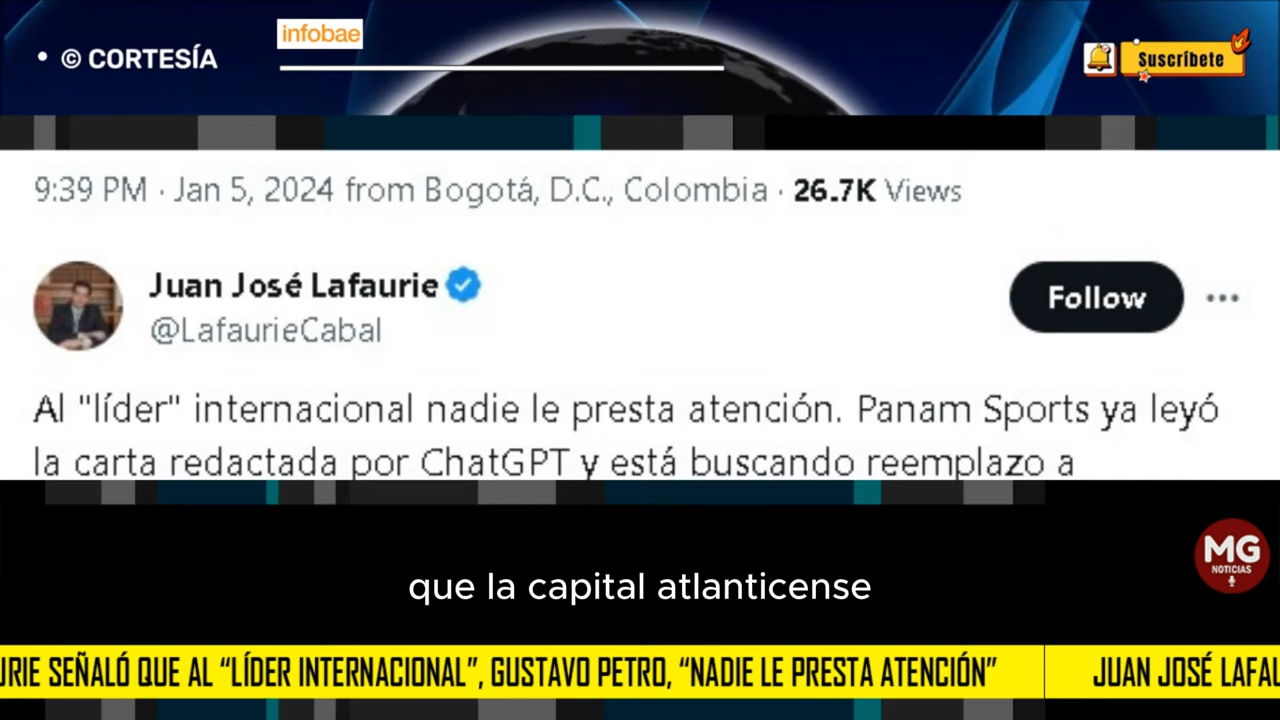 infobae
• © CORTESÍA
Suscríbete
9:39 PM · Jan 5, 2024 from Bogotá, D.C., Colombia · 26.7K Views
Juan José Lafaurie
@LafaurieCabal
Follow
Al "líder" internacional nadie le presta atención. Panam Sports ya leyó
la carta redactada por ChatGPT y está buscando reemplazo a
MG
NOTICIAS
que la capital atlanticense
URIE SEÑALÓ QUE AL “LÍDER INTERNACIONAL”, GUSTAVO PETRO, “NADIE LE PRESTA ATENCIÓN” JUAN JOSÉ LAFAU